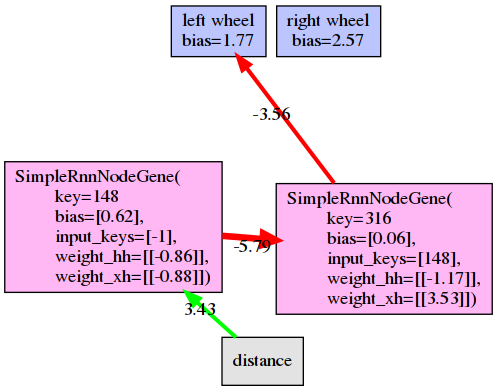 left wheel
bias=1.77
right wheel
bias=2.57
-3.56
SimpleRnnNodeGene(
key=148
bias=[0.62],
input_keys=[-1],
weight_hh=[[-0.86]],
weight_xh=[[-0.88]])
-5.79
SimpleRnnNodeGene(
key=316
bias=[0.06],
input_keys=[148],
weight_hh=[[-1.17]],
weight_xh=[[3.53]])
3.43
distance